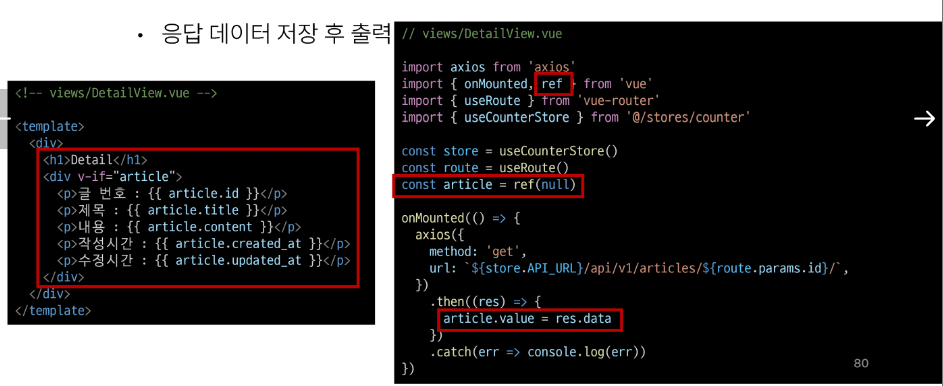 • 응답 데이터 저장 후 출력
<!-- views/DetailView.vue -->
<template>
<div>
<h1>Detail</h1>
<div v-if="article">
<p>글 번호 : {{ article.id }}</p>
<p>제목 : {{ article.title }}</p>
<p>내용 : {{ article.content }}</p>
<p>작성시간 : {{ article.created_at }}</p>
<p>수정시간 : {{ article.updated_at }}</p>
</div>
</div>
</template>
// views/DetailView.vue
import axios from 'axios'
import { onMounted, ref } from 'vue'
import { useRoute } from 'vue-router'
import { useCounterStore } from '@/stores/counter'
const store = useCounterStore()
const route = useRoute()
const article = ref(null)
onMounted(() => {
axios({
method: 'get',
url: `${store.API_URL}/api/v1/articles/${route.params.id}/`,
})
.then((res) => {
article.value = res.data
})
.catch(err => console.log(err))
})
80